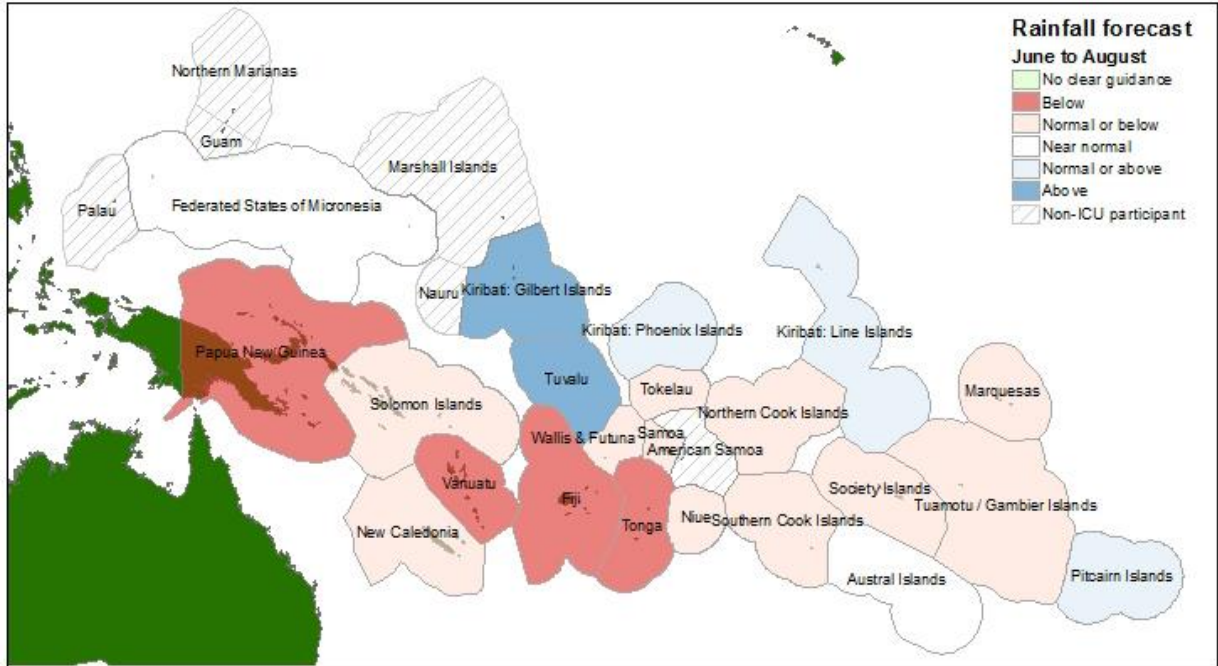 Rainfall forecast
June to August
No clear guidance
Below
Normal or below
Near normal
Normal or above
Above
Non-ICU participant
Northern Marianas
Guam
Marshall Islands
Palau
Federated States of Micronesia
Nauru
Kiribati: Gilbert Islands
Kiribati: Phoenix Islands
Kiribati: Line Islands
Papua New Guinea
Tuvalu
Tokelau
Marquesas
Solomon Islands
Northern Cook Islands
Wallis & Futuna
Samoa
American Samoa
Vanuatu
Society Islands
Fiji
Tuamotu / Gambier Islands
Niue
Southern Cook Islands
Tonga
New Caledonia
Austral Islands
Pitcairn Islands